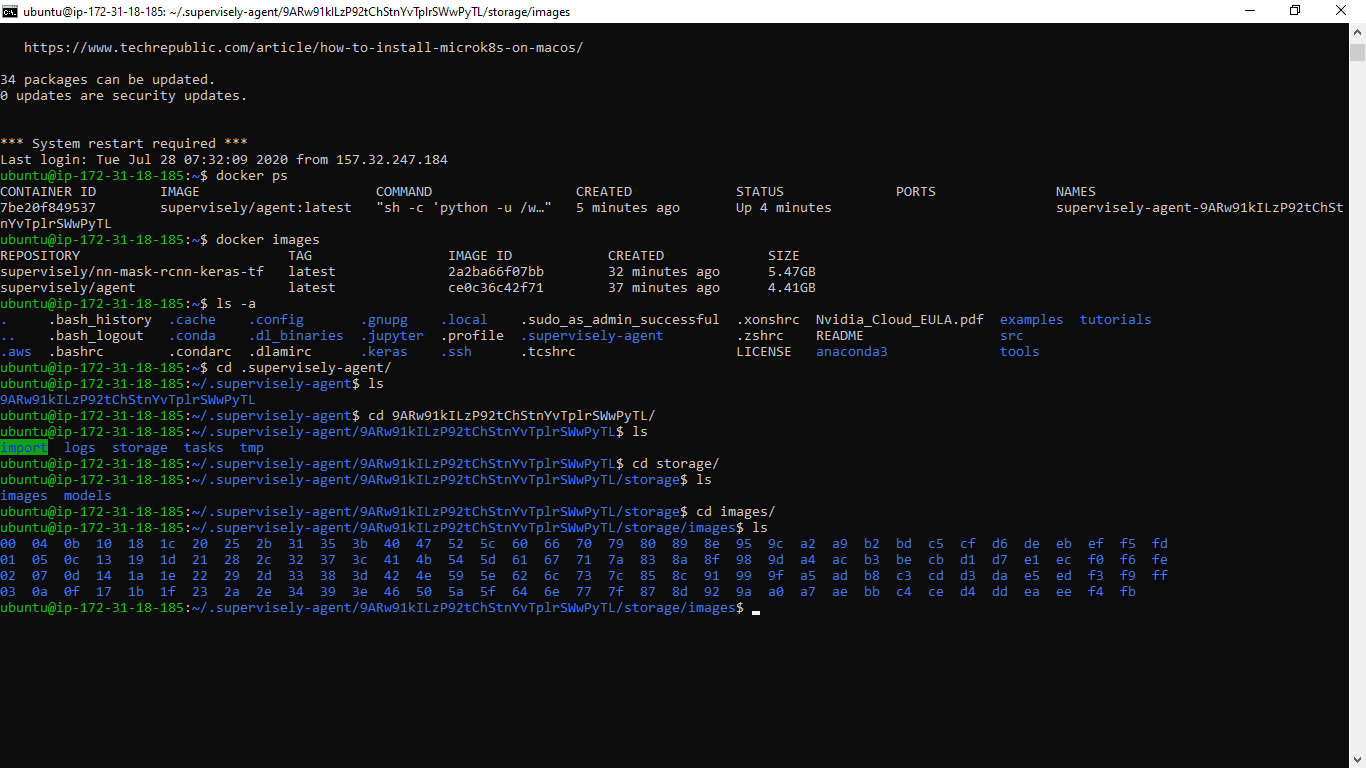 ubuntu@ip-172-31-18-185: ~/.supervisely-agent/9ARw91kILzP92tChStnYvTplrSWwPyTL/storage/images
https://www.techrepublic.com/article/how-to-install-microk8s-on-macos/
34 packages can be updated.
0 updates are security updates.
*** System restart required ***
Last login: Tue Jul 28 07:32:09 2020 from 157.32.247.184
ubuntu@ip-172-31-18-185:~$ docker ps
CONTAINER ID        IMAGE                      COMMAND                  CREATED             STATUS              PORTS               NAMES
7be20f849537        supervisely/agent:latest   "sh -c 'python -u /w…"   5 minutes ago       Up 4 minutes                            supervisely-agent-9ARw91kILzP92tChSt
nYvTplrSWwPyTL
ubuntu@ip-172-31-18-185:~$ docker images
REPOSITORY                          TAG                 IMAGE ID            CREATED             SIZE
supervisely/nn-mask-rcnn-keras-tf   latest              2a2ba66f07bb        32 minutes ago      5.47GB
supervisely/agent                   latest              ce0c36c42f71        37 minutes ago      4.41GB
ubuntu@ip-172-31-18-185:~$ ls -a
.     .bash_history  .cache    .config       .gnupg    .local   .sudo_as_admin_successful  .xonshrc  Nvidia_Cloud_EULA.pdf  examples  tutorials
..    .bash_logout   .conda    .dl_binaries  .jupyter  .profile  .supervisely-agent         .zshrc    README                 src
.aws  .bashrc        .condarc  .dlamirc      .keras    .ssh     .tcshrc                    LICENSE   anaconda3              tools
ubuntu@ip-172-31-18-185:~$ cd .supervisely-agent/
ubuntu@ip-172-31-18-185:~/.supervisely-agent$ ls
9ARw91kILzP92tChStnYvTplrSWwPyTL
ubuntu@ip-172-31-18-185:~/.supervisely-agent$ cd 9ARw91kILzP92tChStnYvTplrSWwPyTL/
ubuntu@ip-172-31-18-185:~/.supervisely-agent/9ARw91kILzP92tChStnYvTplrSWwPyTL$ ls
import  logs  storage  tasks  tmp
ubuntu@ip-172-31-18-185:~/.supervisely-agent/9ARw91kILzP92tChStnYvTplrSWwPyTL$ cd storage/
ubuntu@ip-172-31-18-185:~/.supervisely-agent/9ARw91kILzP92tChStnYvTplrSWwPyTL/storage$ ls
images  models
ubuntu@ip-172-31-18-185:~/.supervisely-agent/9ARw91kILzP92tChStnYvTplrSWwPyTL/storage$ cd images/
ubuntu@ip-172-31-18-185:~/.supervisely-agent/9ARw91kILzP92tChStnYvTplrSWwPyTL/storage/images$ ls
00  04  0b  10  18  1c  20  25  2b  31  35  3b  40  47  52  5c  60  66  70  79  80  89  8e  95  9c  a2  a9  b2  bd  c5  cf  d6  de  eb  ef  f5  fd
01  05  0c  13  19  1d  21  28  2c  32  37  3c  41  4b  54  5d  61  67  71  7a  83  8a  8f  98  9d  a4  ac  b3  be  cb  d1  d7  e1  ec  f0  f6  fe
02  07  0d  14  1a  1e  22  29  2d  33  38  3d  42  4e  59  5e  62  6c  73  7c  85  8c  91  99  9f  a5  ad  b8  c3  cd  d3  da  e5  ed  f3  f9  ff
03  0a  0f  17  1b  1f  23  2a  2e  34  39  3e  46  50  5a  5f  64  6e  77  7f  87  8d  92  9a  a0  a7  ae  bb  c4  ce  d4  dd  ea  ee  f4  fb
ubuntu@ip-172-31-18-185:~/.supervisely-agent/9ARw91kILzP92tChStnYvTplrSWwPyTL/storage/images$